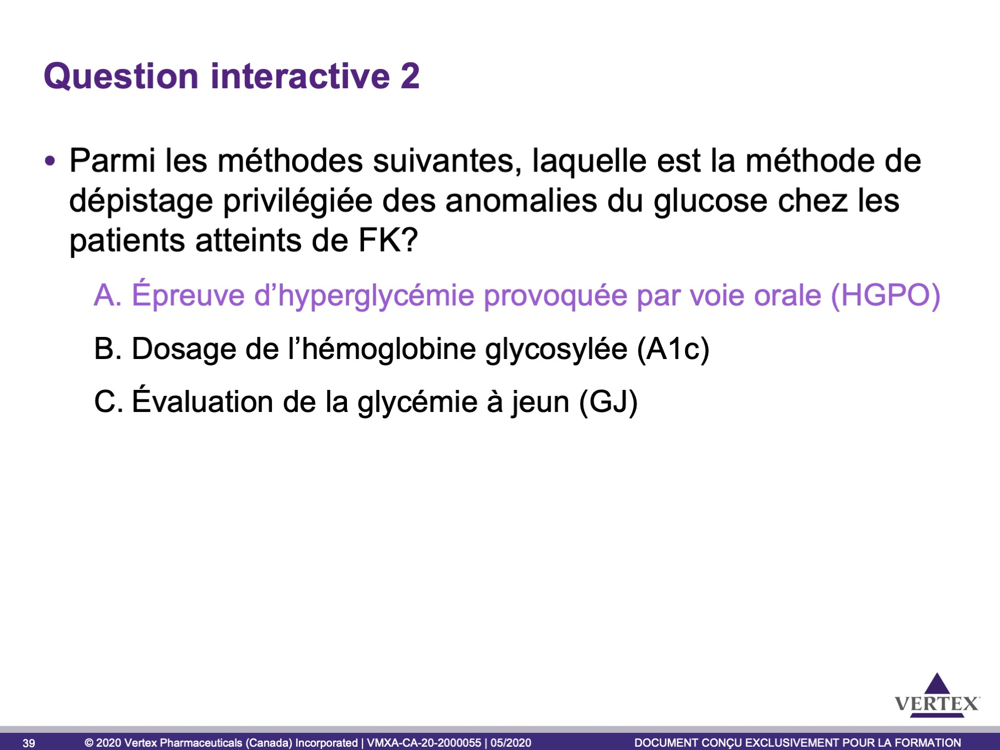 Question interactive 2
• Parmi les méthodes suivantes, laquelle est la méthode de
dépistage privilégiée des anomalies du glucose chez les
patients atteints de FK?
A. Épreuve d’hyperglycémie provoquée par voie orale (HGPO)
B. Dosage de l’hémoglobine glycosylée (A1c)
C. Évaluation de la glycémie à jeun (GJ)
VERTEX
39 © 2020 Vertex Pharmaceuticals (Canada) Incorporated | VMXA-CA-20-2000055 | 05/2020 DOCUMENT CONÇU EXCLUSIVEMENT POUR LA FORMATION